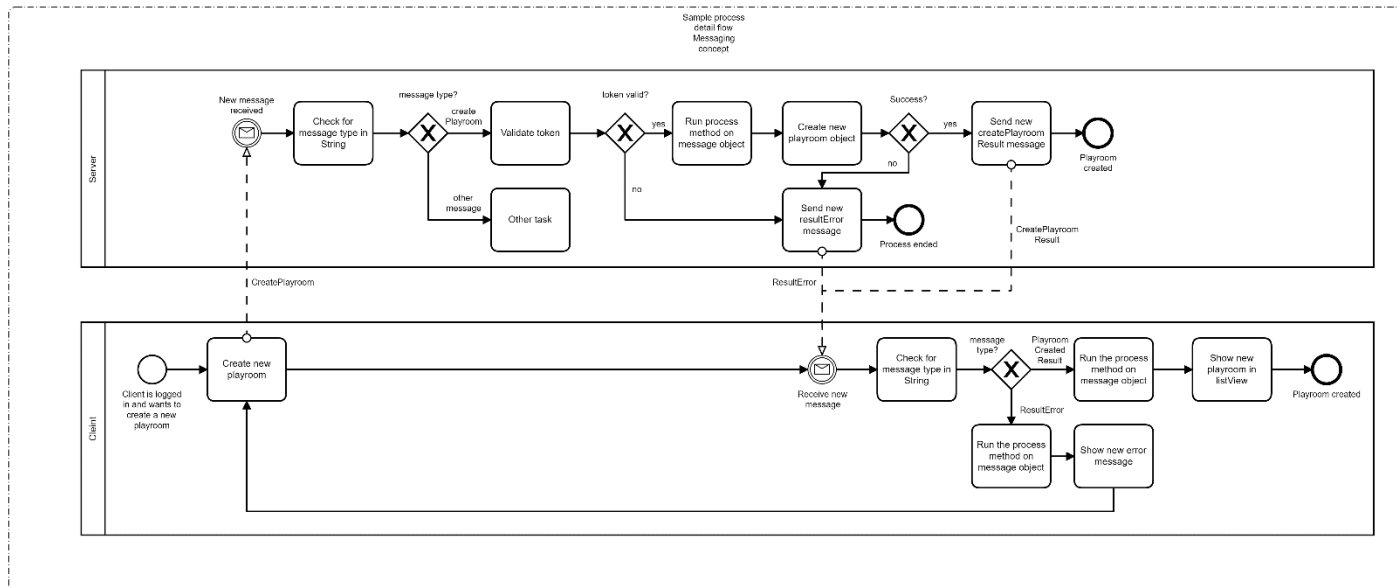 Sample process
detail flow
Messaging
concept
Server
New message
received
Check for
message type in
String
message type?
create
Playroom
other
message
Validate token
Other task
token valid?
yes
no
Run process
method on
message object
Create new
playroom object
Success?
yes
no
Send new
createPlayroom
Result message
Playroom
created
Send new
resultError
message
Process ended
CreatePlayroom
Result
CreatePlayroom
ResultError
Cleint
Client is logged
in and wants to
create a new
playroom
Create new
playroom
Receive new
message
Check for
message type in
String
message
type?
Playroom
Created
Result
ResultError
Run the process
method on
message object
Show new
playroom in
listView
Playroom created
Run the process
method on
message object
Show new error
message